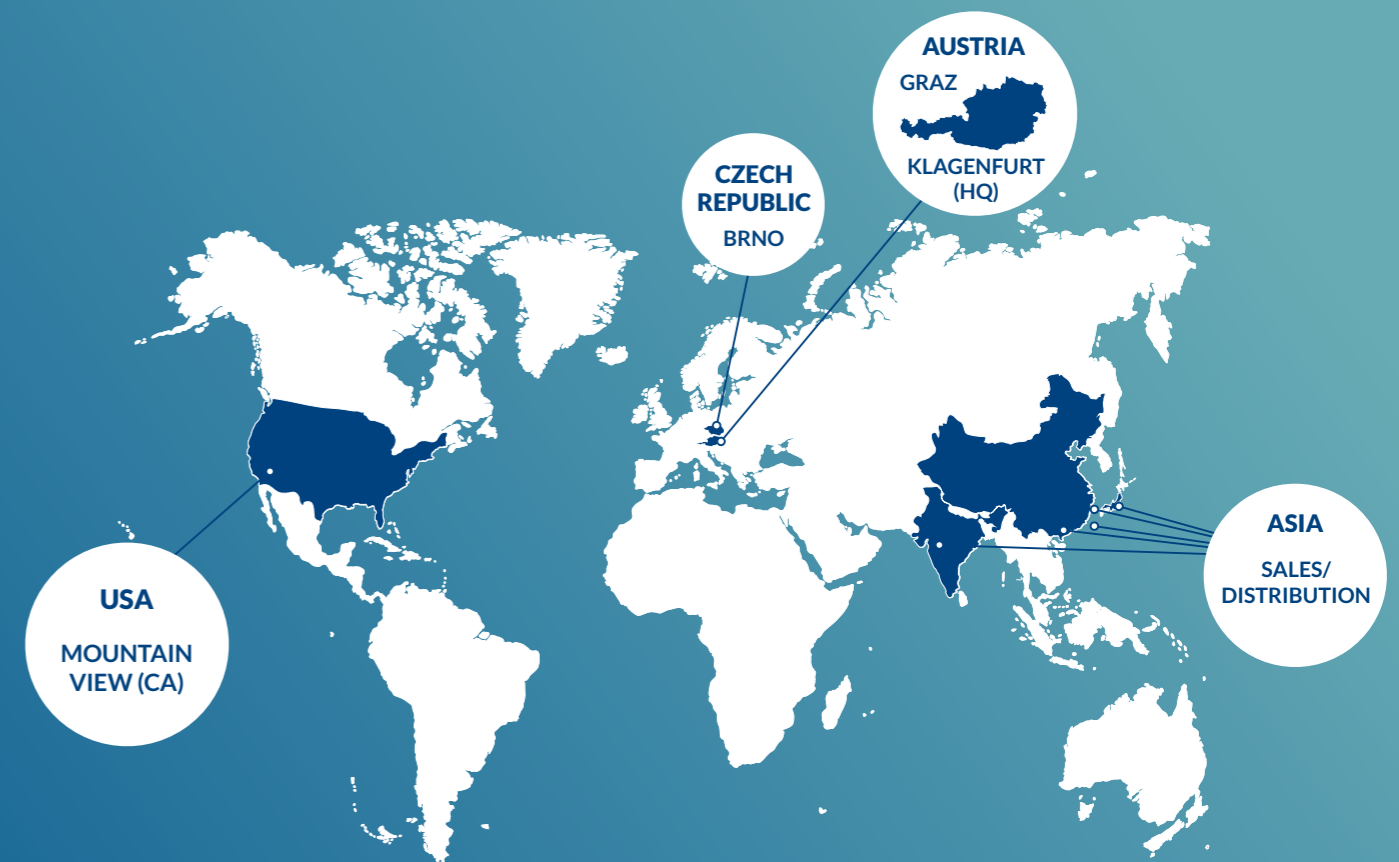 AUSTRIA
GRAZ
KLAGENFURT
(HQ)
CZECH
REPUBLIC
BRNO
USA
MOUNTAIN
VIEW (CA)
ASIA
SALES/
DISTRIBUTION